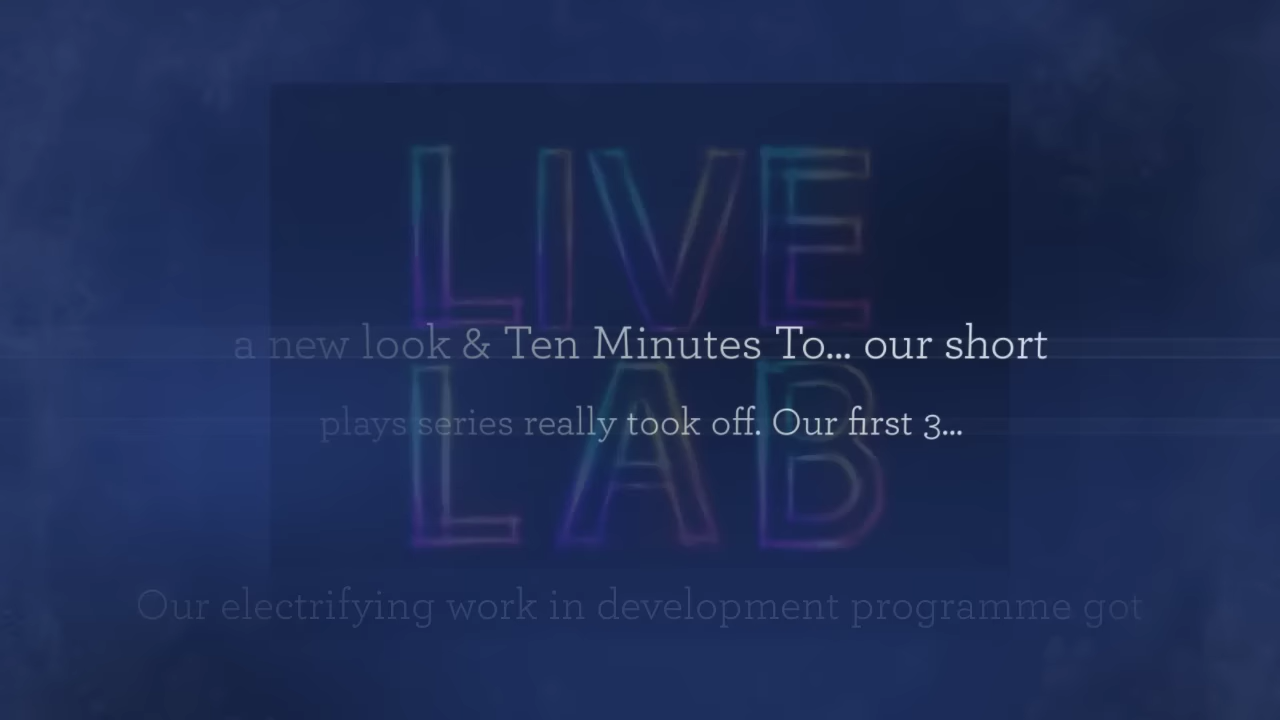 LIVE
a new look & Ten Minutes To... our short
LAB
plays series really took off. Our first 3...
Our electrifying work in development programme got